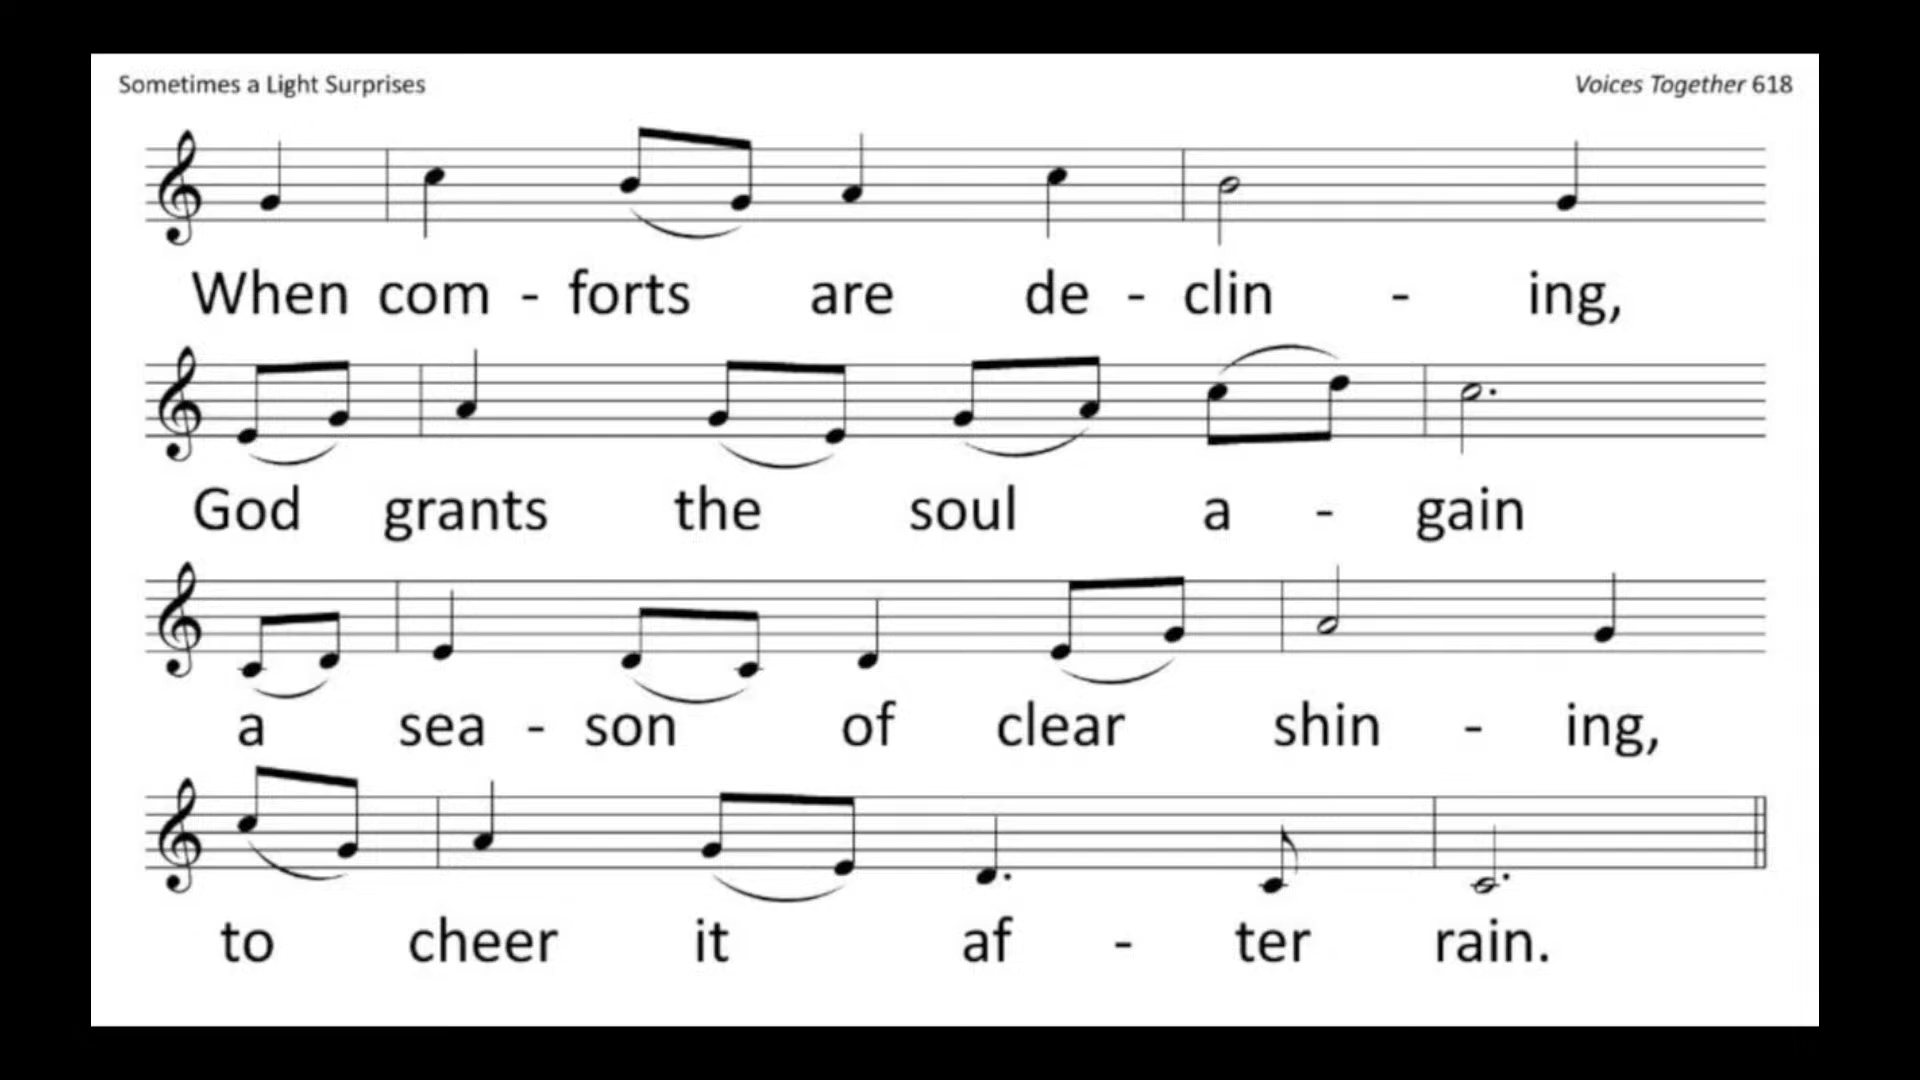 Sometimes a Light Surprises
Voices Together 618
When com - forts are de - clin - ing,
God grants the soul a - gain
a sea - son of clear shin - ing,
to cheer it af - ter rain.